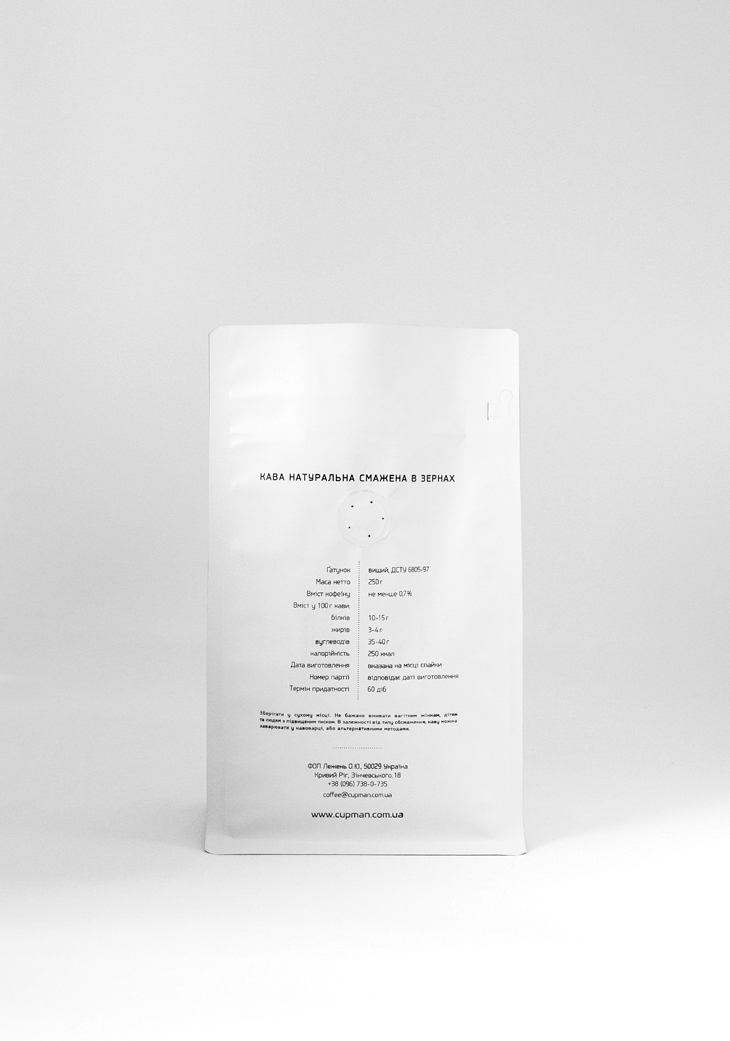 КАВА НАТУРАЛЬНА СМАЖЕНА В ЗЕРНАХ
Ґатунок вищий, ДСТУ 6805-97
Маса нетто 250 г
Вміст кофеїну не менше 0,7%
Вміст у 100 г кави:
білків 10-15 г
жирів 3-4 г
вуглеводів 35-40 г
калорійність 250 ккал
Дата виготовлення вказана на місці спайки
Номер партії відповідає даті виготовлення
Термін придатності 60 діб
Зберігати у сухому місці. Не бажано вживати вагітним жінкам, дітям
та людям з підвищеним тиском. В залежності від типу обсмаження, каву можна
заварювати у кавоварці, або альтернативними методами.
ФОП Лежень О.Ю., 50029 Україна
Кривий Ріг, Зінчевського, 18
+38 (096) 738-0-735
coffee@cupman.com.ua
www.cupman.com.ua